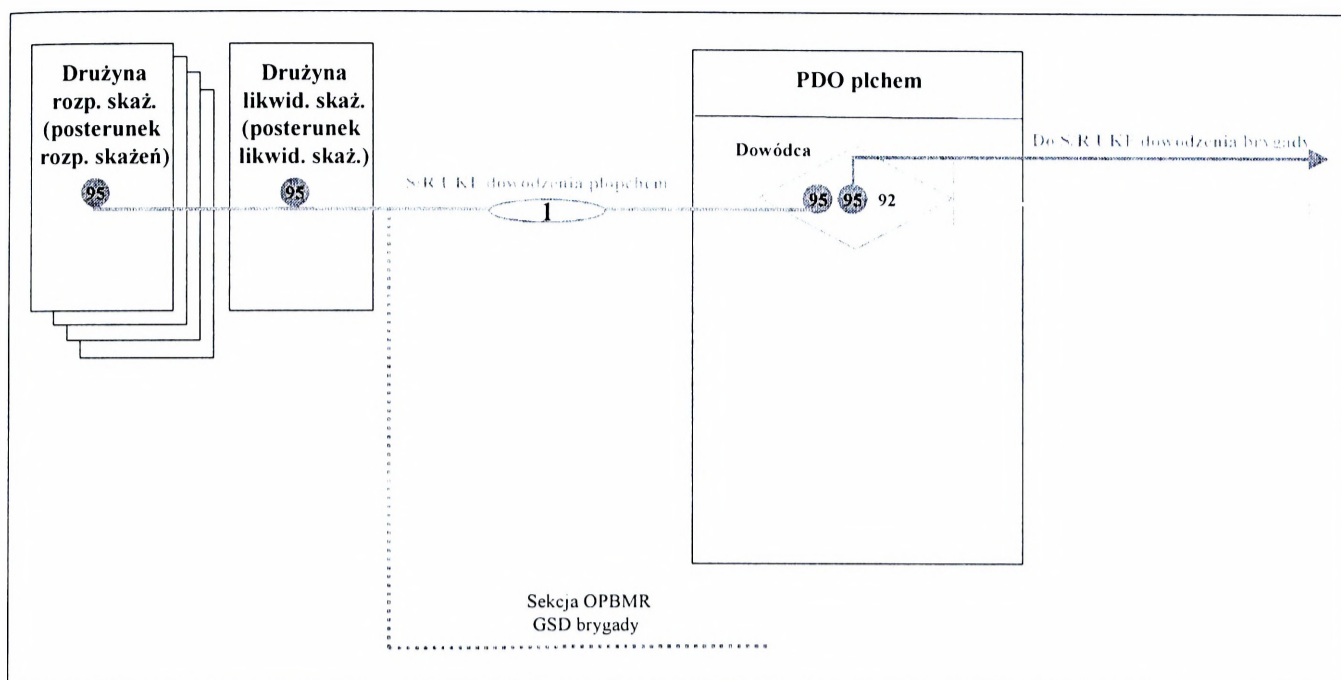 Drużyna
rozp. skaż.
(posterunek
rozp. skażeń)
95
Drużyna
likwid. skaż.
(posterunek
likwid. skaż.)
95
S/R UKF dowodzenia plopchem
1
PDO plchem
Dowódca
95 95 92
Do S/R UKF dowodzenia brygady
Sekcja OPBMR
GSD brygady